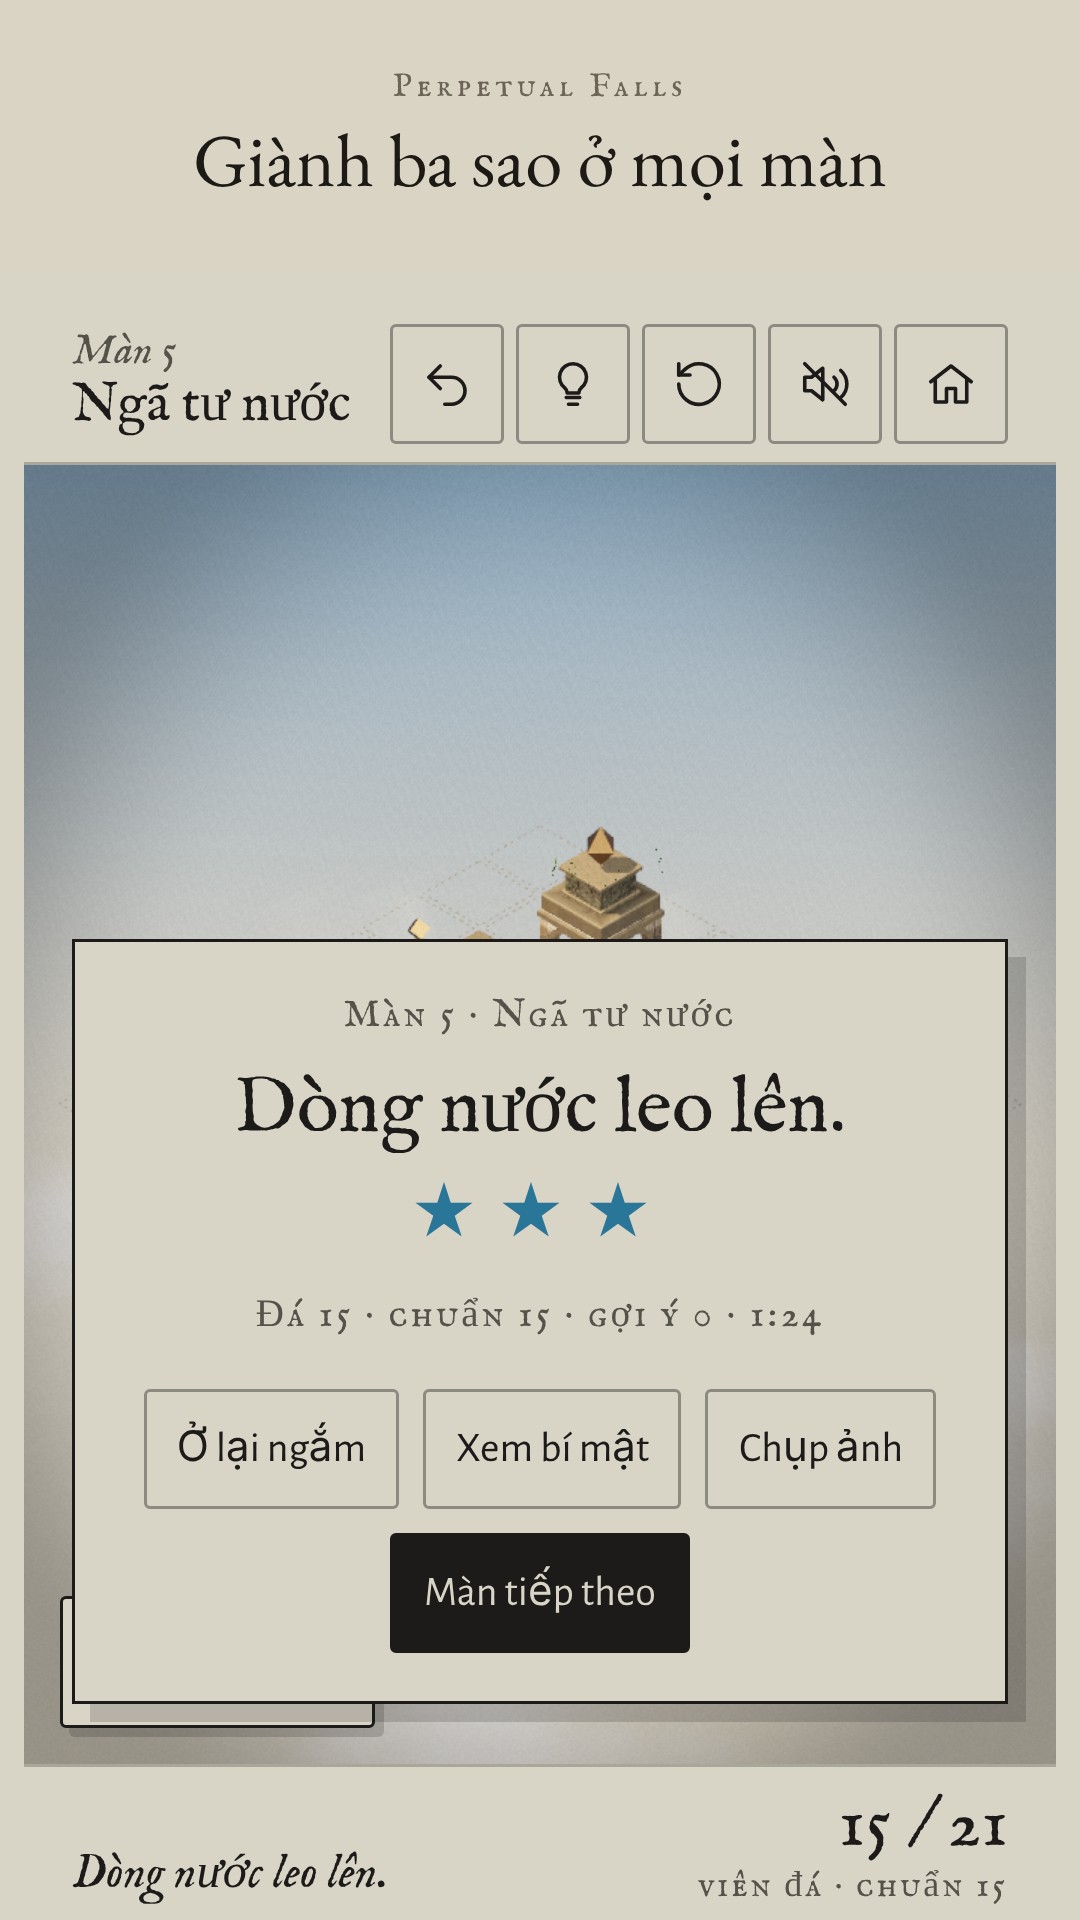 Perpetual Falls
Giành ba sao ở mọi màn
Màn 5
Ngã tư nước
Màn 5 · Ngã tư nước
Dòng nước leo lên.
Đá 15 · chuẩn 15 · gợi ý 0 · 1:24
Ở lại ngắm
Xem bí mật
Chụp ảnh
Màn tiếp theo
15 / 21
Dòng nước leo lên.
viên đá · chuẩn 15